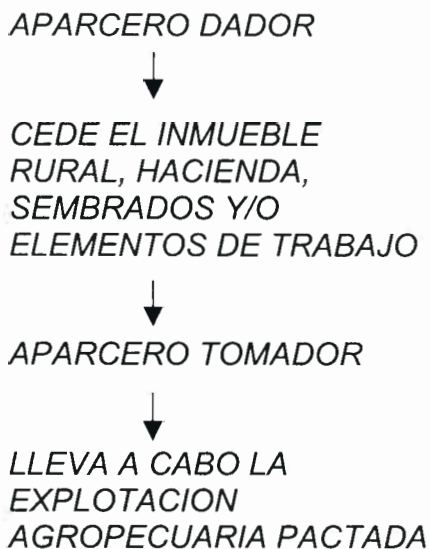 APARCERO DADOR
CEDE EL INMUEBLE
RURAL, HACIENDA,
SEMBRADOS Y/O
ELEMENTOS DE TRABAJO
APARCERO TOMADOR
LLEVA A CABO LA
EXPLOTACION
AGROPECUARIA PACTADA